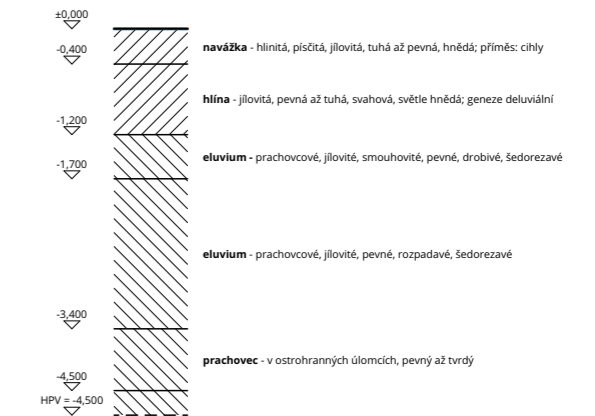 ±0,000
navážka - hlinitá, písčitá, jílovitá, tuhá až pevná, hnědá; příměs: cihly
-0,400
hlína - jílovitá, pevná až tuhá, svahová, světle hnědá; geneze deluviální
-1,200
eluvium - prachovcové, jílovité, smouhovité, pevné, drobivé, šedorezavé
-1,700
eluvium - prachovcové, jílovité, pevné, rozpadavé, šedorezavé
-3,400
prachovec - v ostrohranných úlomcích, pevný až tvrdý
-4,500
HPV = -4,500